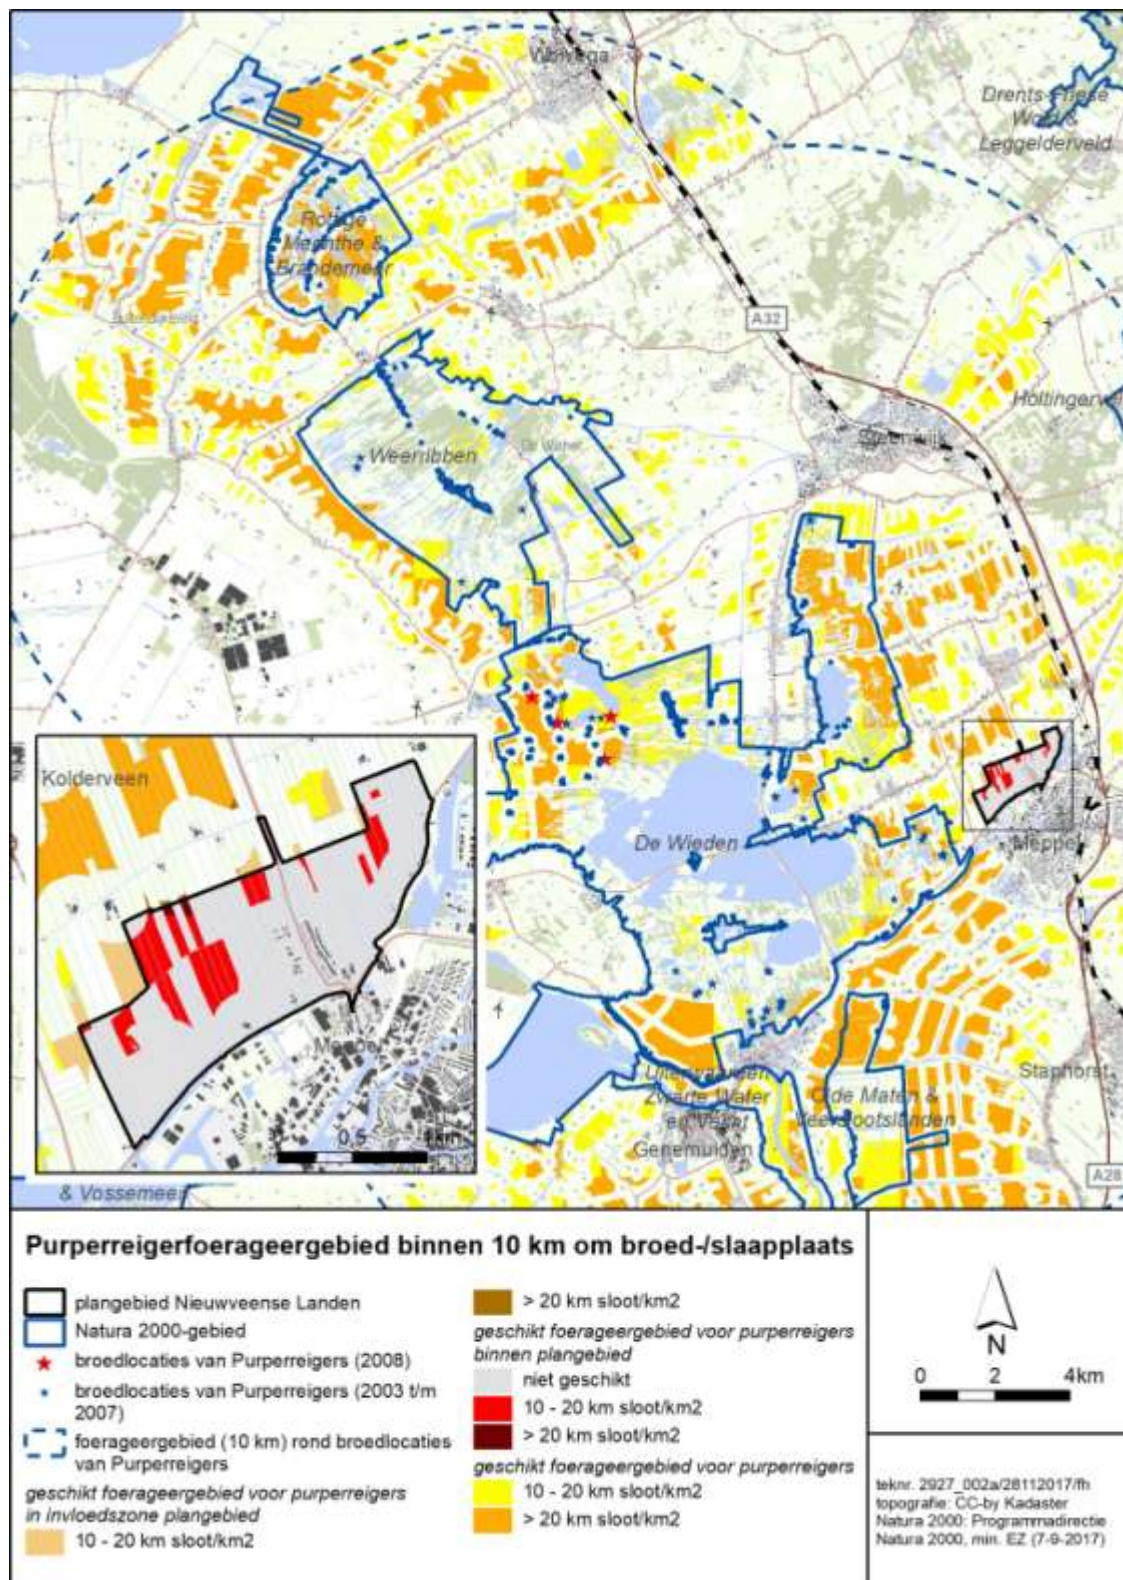 Wolvega
Drents-Friese
Wold &
Leggelderveld
Rottige
Meenthe &
Brandemeer
A32
Holtingerveld
Steenwijk
Weerribben
Kolderveen
De Wieden
Meppel
Meppel
0,5
1km
Uiterwaarden
Zwarte Water
en Vecht
Genemuiden
Olde Maten &
Veerslootslanden
Staphorst
A28
& Vossemeer
Purperreigerfoerageergebied binnen 10 km om broed-/slaapplaats
plangebied Nieuwveense Landen
Natura 2000-gebied
broedlocaties van Purperreigers (2008)
broedlocaties van Purperreigers (2003 t/m
2007)
foerageergebied (10 km) rond broedlocaties
van Purperreigers
geschikt foerageergebied voor purperreigers
in invloedszone plangebied
10 - 20 km sloot/km2
> 20 km sloot/km2
geschikt foerageergebied voor purperreigers
binnen plangebied
niet geschikt
10 - 20 km sloot/km2
> 20 km sloot/km2
geschikt foerageergebied voor purperreigers
10 - 20 km sloot/km2
> 20 km sloot/km2
N
0 2 4km
teknr. 2927_002a/28112017/fh
topografie: CC-by Kadaster
Natura 2000: Programmadirectie
Natura 2000, min. EZ (7-9-2017)